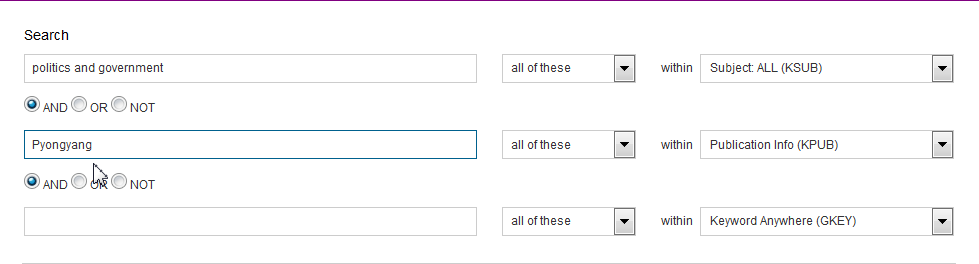 Search
politics and government all of these within Subject: ALL (KSUB)
AND OR NOT
Pyongyang all of these within Publication Info (KPUB)
AND OR NOT
all of these within Keyword Anywhere (GKEY)